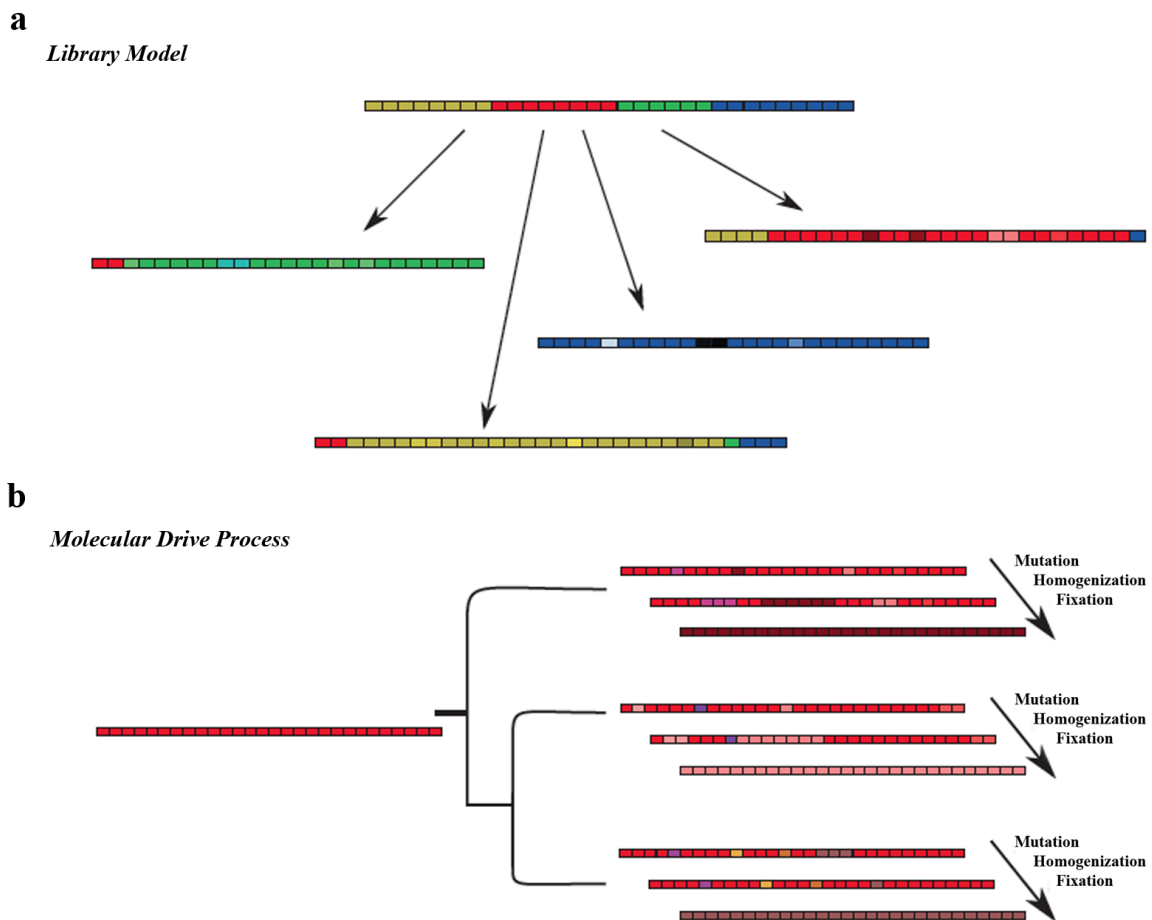 a
Library Model
b
Molecular Drive Process
Mutation
Homogenization
Fixation
Mutation
Homogenization
Fixation
Mutation
Homogenization
Fixation